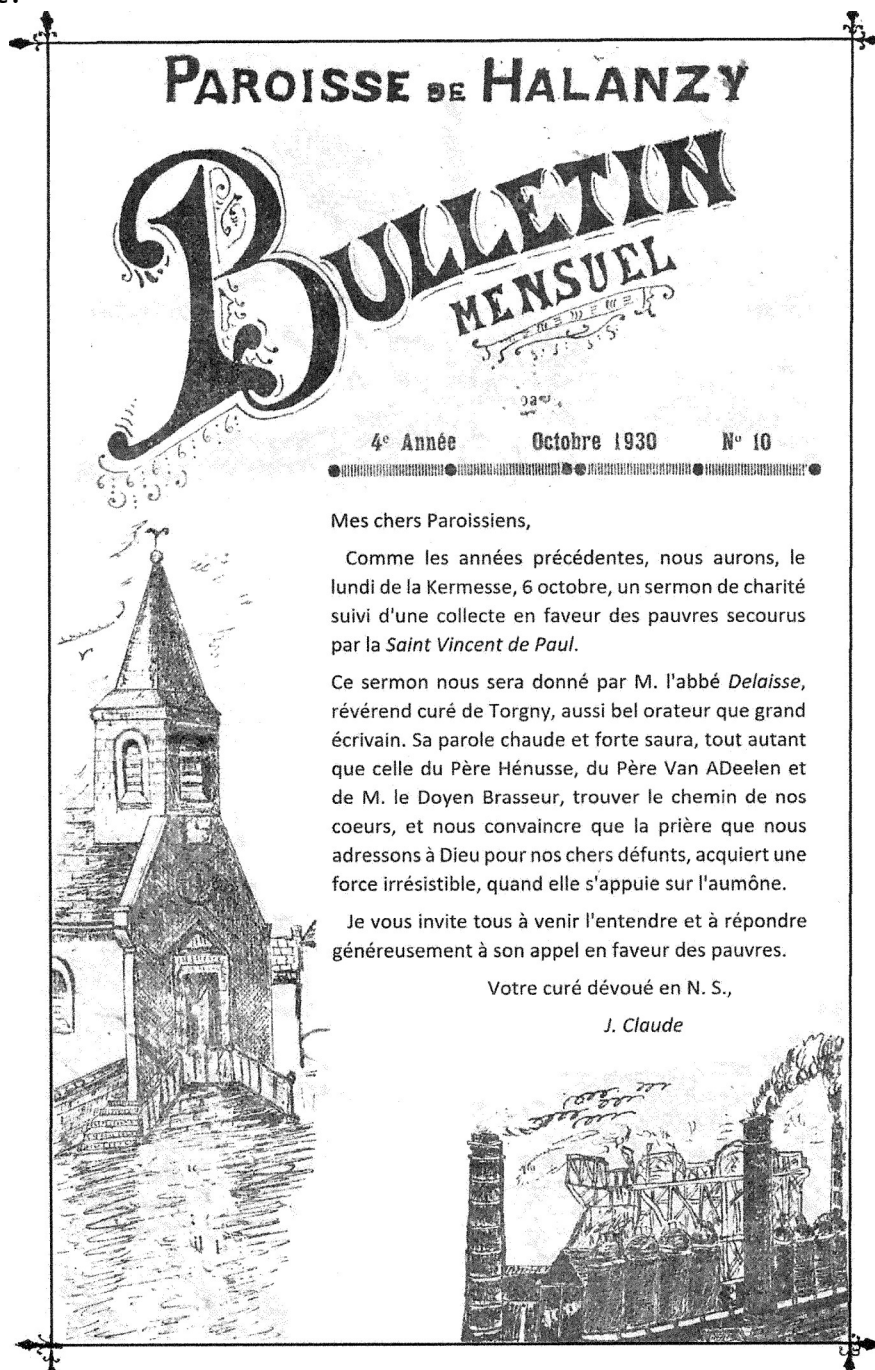 PAROISSE DE HALANZY
BULLETIN
MENSUEL
4e Année Octobre 1930 No 10
Mes chers Paroissiens,
Comme les années précédentes, nous aurons, le
lundi de la Kermesse, 6 octobre, un sermon de charité
suivi d'une collecte en faveur des pauvres secourus
par la Saint Vincent de Paul.
Ce sermon nous sera donné par M. l'abbé Delaisse,
révérend curé de Torgny, aussi bel orateur que grand
écrivain. Sa parole chaude et forte saura, tout autant
que celle du Père Hénusse, du Père Van ADeelen et
de M. le Doyen Brasseur, trouver le chemin de nos
coeurs, et nous convaincre que la prière que nous
adressons à Dieu pour nos chers défunts, acquiert une
force irrésistible, quand elle s'appuie sur l'aumône.
Je vous invite tous à venir l'entendre et à répondre
généreusement à son appel en faveur des pauvres.
Votre curé dévoué en N. S.,
J. Claude